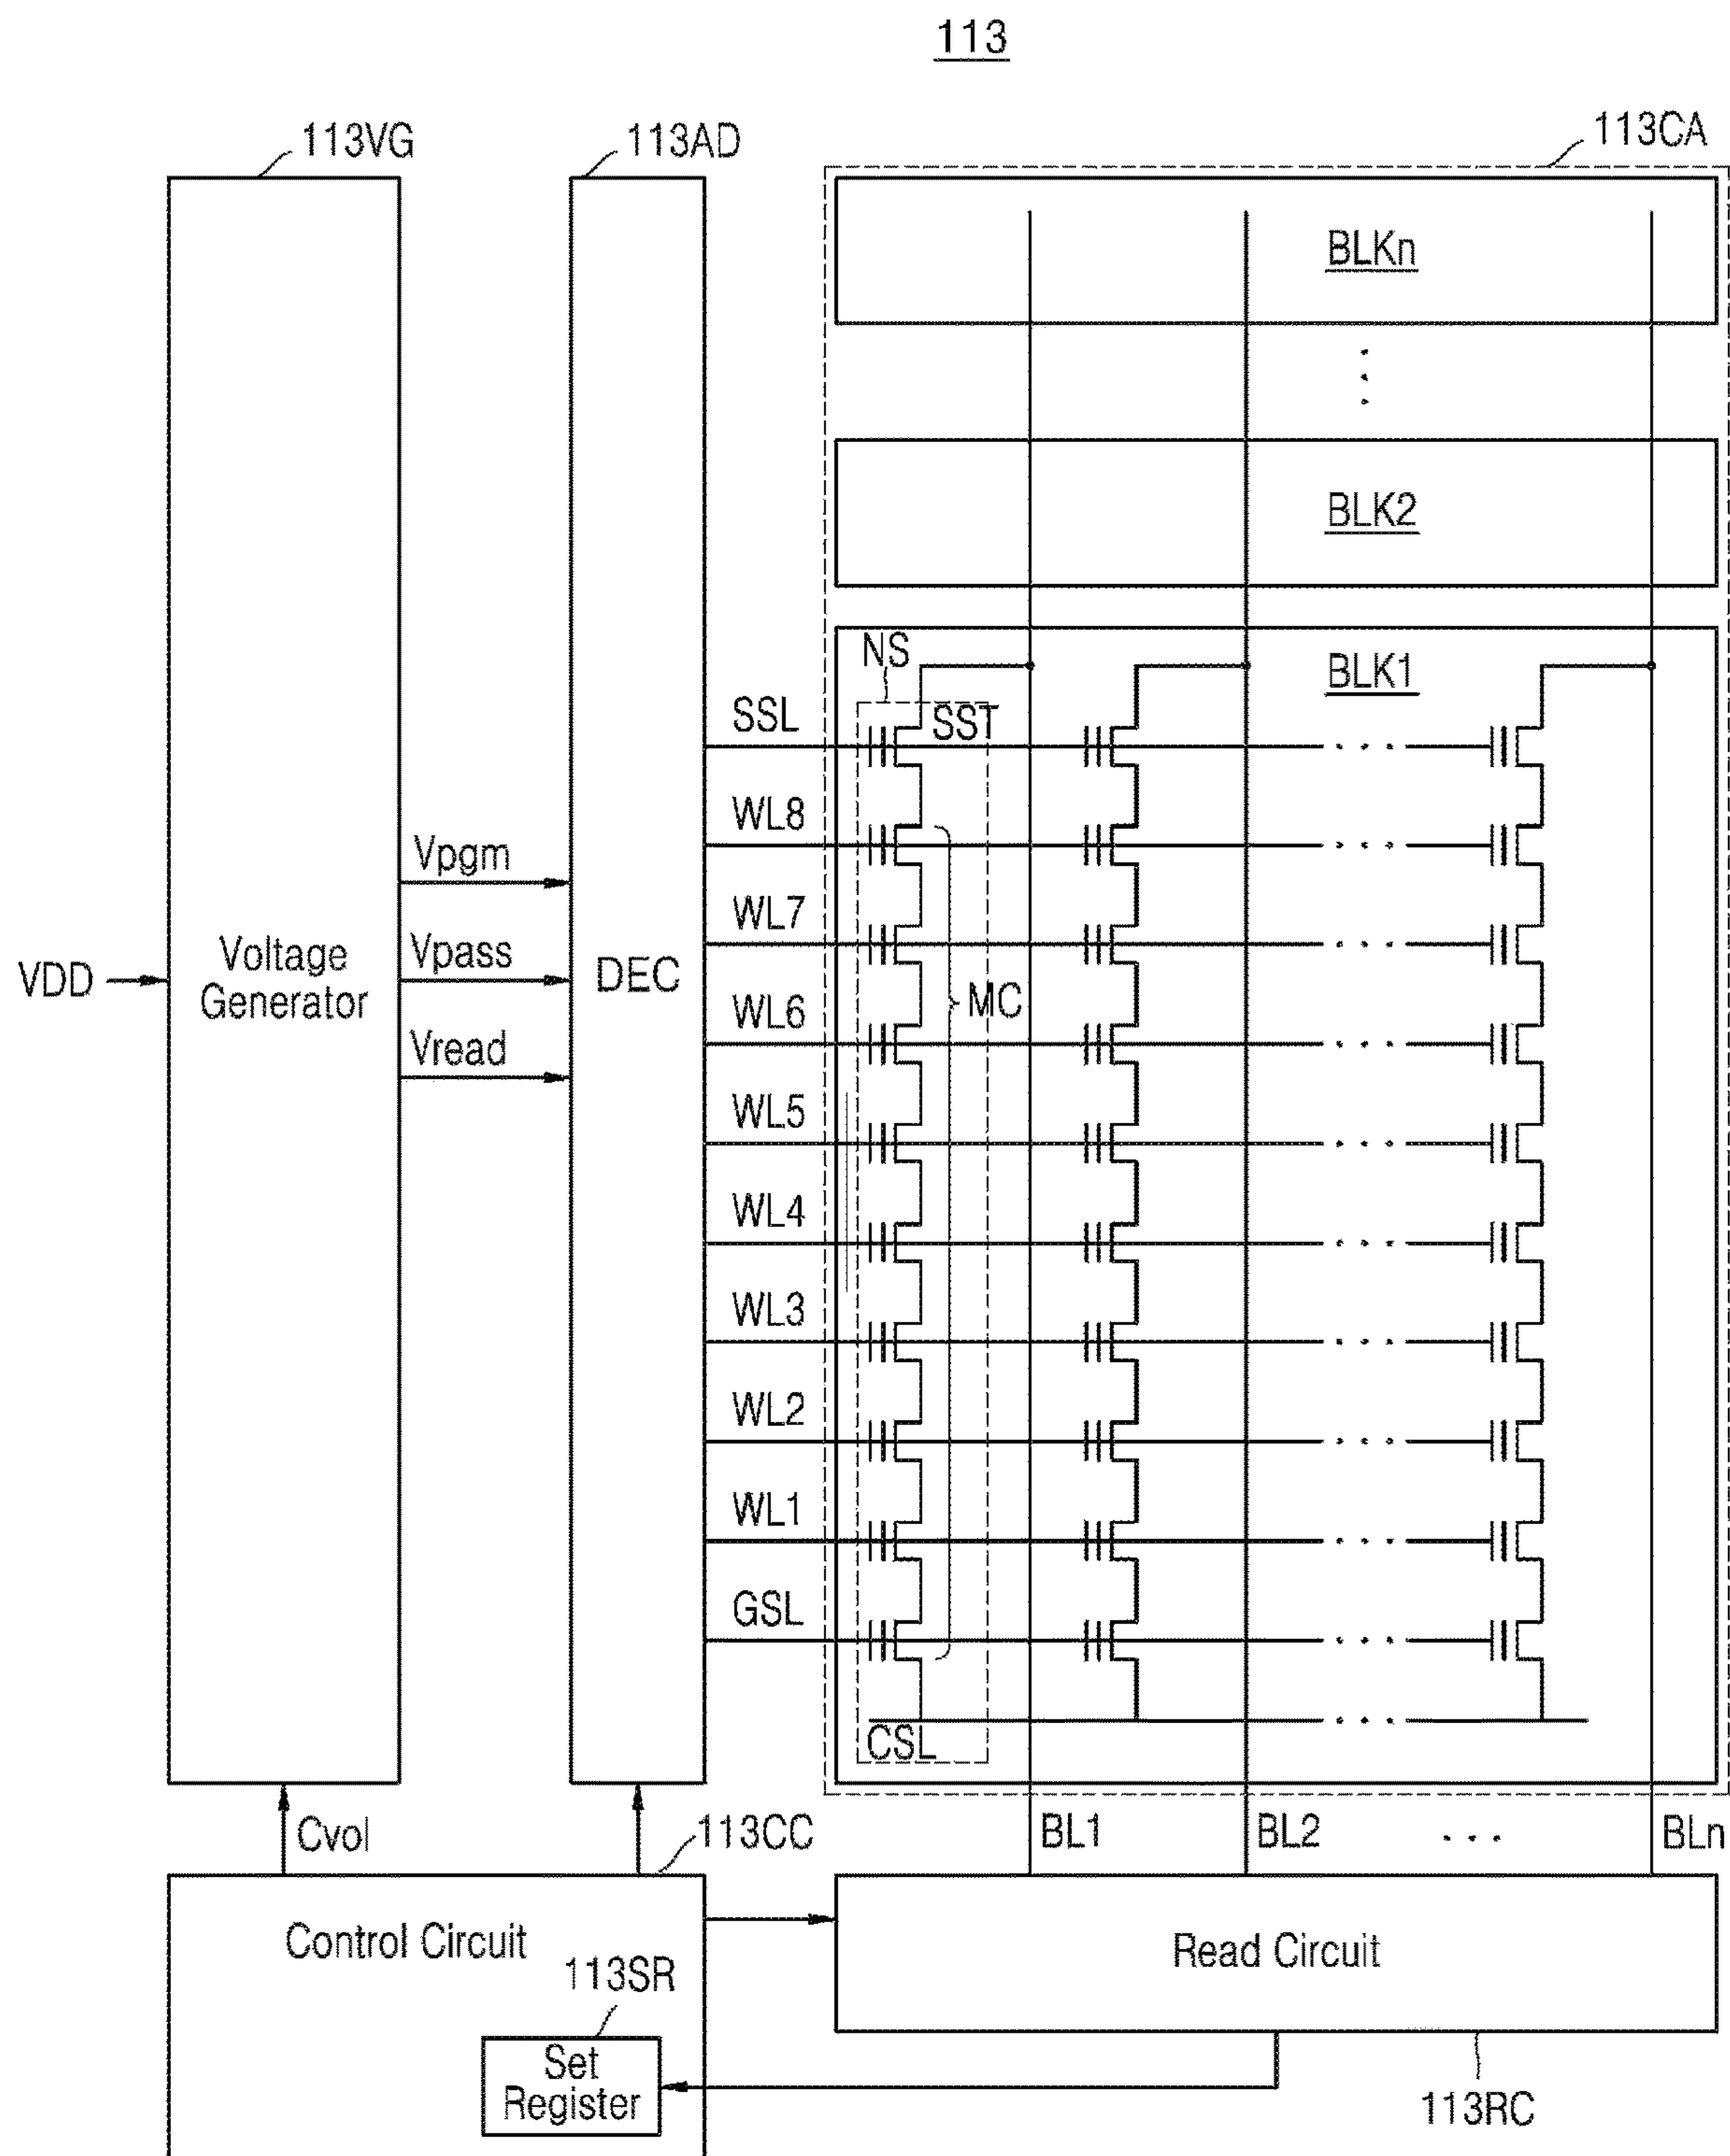 113
113VG
113AD
113CA
BLKn
BLK2
NS
BLK1
SSL
SST
WL8
Vpgm
WL7
VDD
Voltage
Generator
Vpass
DEC
WL6
MC
Vread
WL5
WL4
WL3
WL2
WL1
GSL
CSL
Cvol
113CC
BL1
BL2
...
BLn
Control Circuit
Read Circuit
113SR
Set
Register
113RC